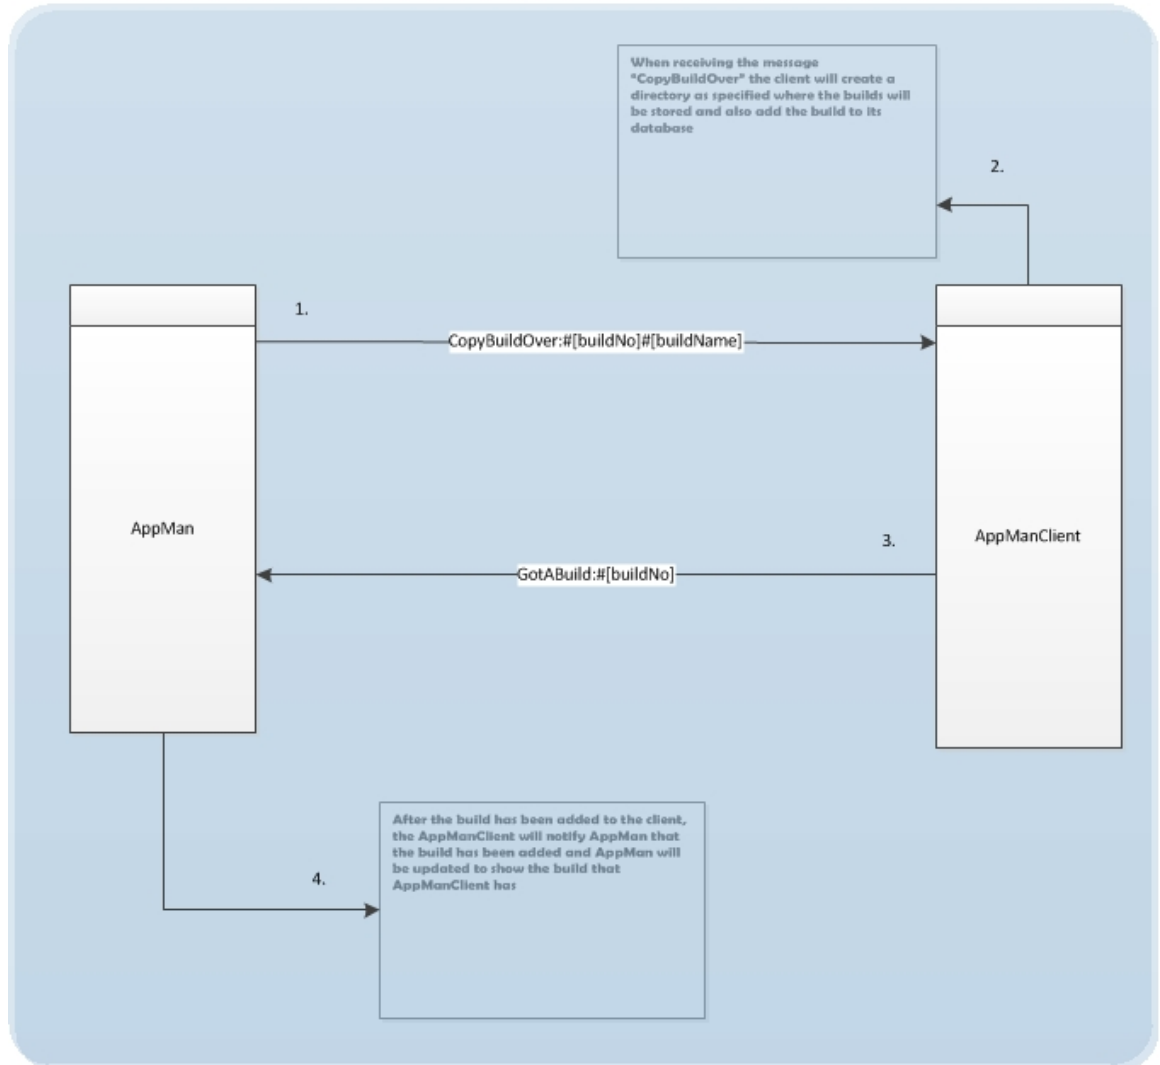 When receiving the message
"CopyBuildOver" the client will create a
directory as specified where the builds will
be stored and also add the build to its
database
2.
1.
CopyBuildOver:#[buildNo]#[buildName]
AppMan
AppManClient
3.
GotABuild:#[buildNo]
After the build has been added to the client,
the AppManClient will notify AppMan that
the build has been added and AppMan will
be updated to show the build that
AppManClient has
4.